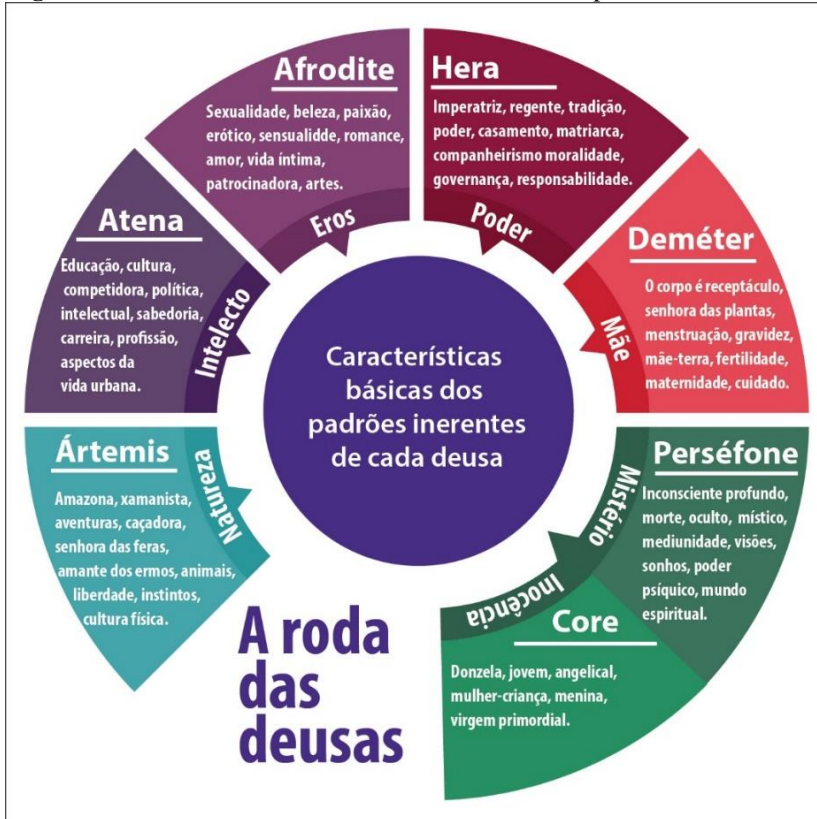 Afrodite
Sexualidade, beleza, paixão,
erótico, sensualidde, romance,
amor, vida íntima,
patrocinadora, artes.
Eros
Hera
Imperatriz, regente, tradição,
poder, casamento, matriarca,
companheirismo moralidade,
governança, responsabilidade.
Poder
Atena
Educação, cultura,
competidora, política,
intelectual, sabedoria,
carreira, profissão,
aspectos da
vida urbana.
Intelecto
Deméter
O corpo é receptáculo,
senhora das plantas,
menstruação, gravidez,
mãe-terra, fertilidade,
maternidade, cuidado.
Mãe
Características
básicas dos
padrões inerentes
de cada deusa
Ártemis
Amazona, xamanista,
aventuras, caçadora,
senhora das feras,
amante dos ermos, animais,
liberdade, instintos,
cultura física.
Natureza
Perséfone
Inconsciente profundo,
morte, oculto, místico,
mediunidade, visões,
sonhos, poder
psíquico, mundo
espiritual.
Mistério
Inocência
Core
Donzela, jovem, angelical,
mulher-criança, menina,
virgem primordial.
A roda
das
deusas